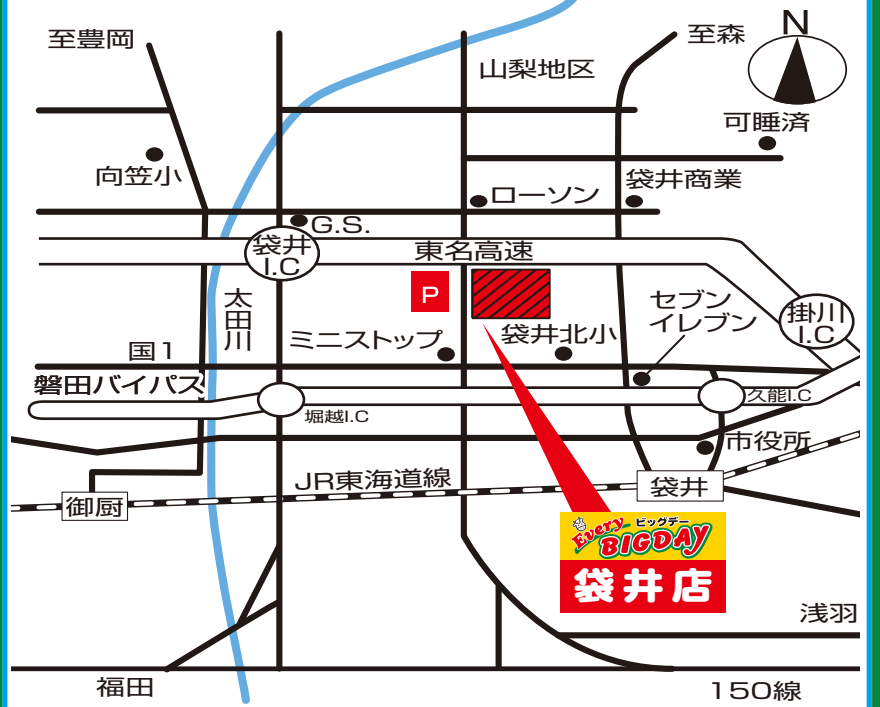 至豊岡
至森
N
山梨地区
可睡済
向笠小
ローソン
袋井商業
G.S.
袋井
I.C
東名高速
P
太田川
セブン
イレブン
掛川
I.C
ミニストップ
袋井北小
国1
磐田バイパス
堀越I.C
久能I.C
市役所
JR東海道線
袋井
御厨
Every ビッグデー
BIGDAY
袋井店
浅羽
福田
150線